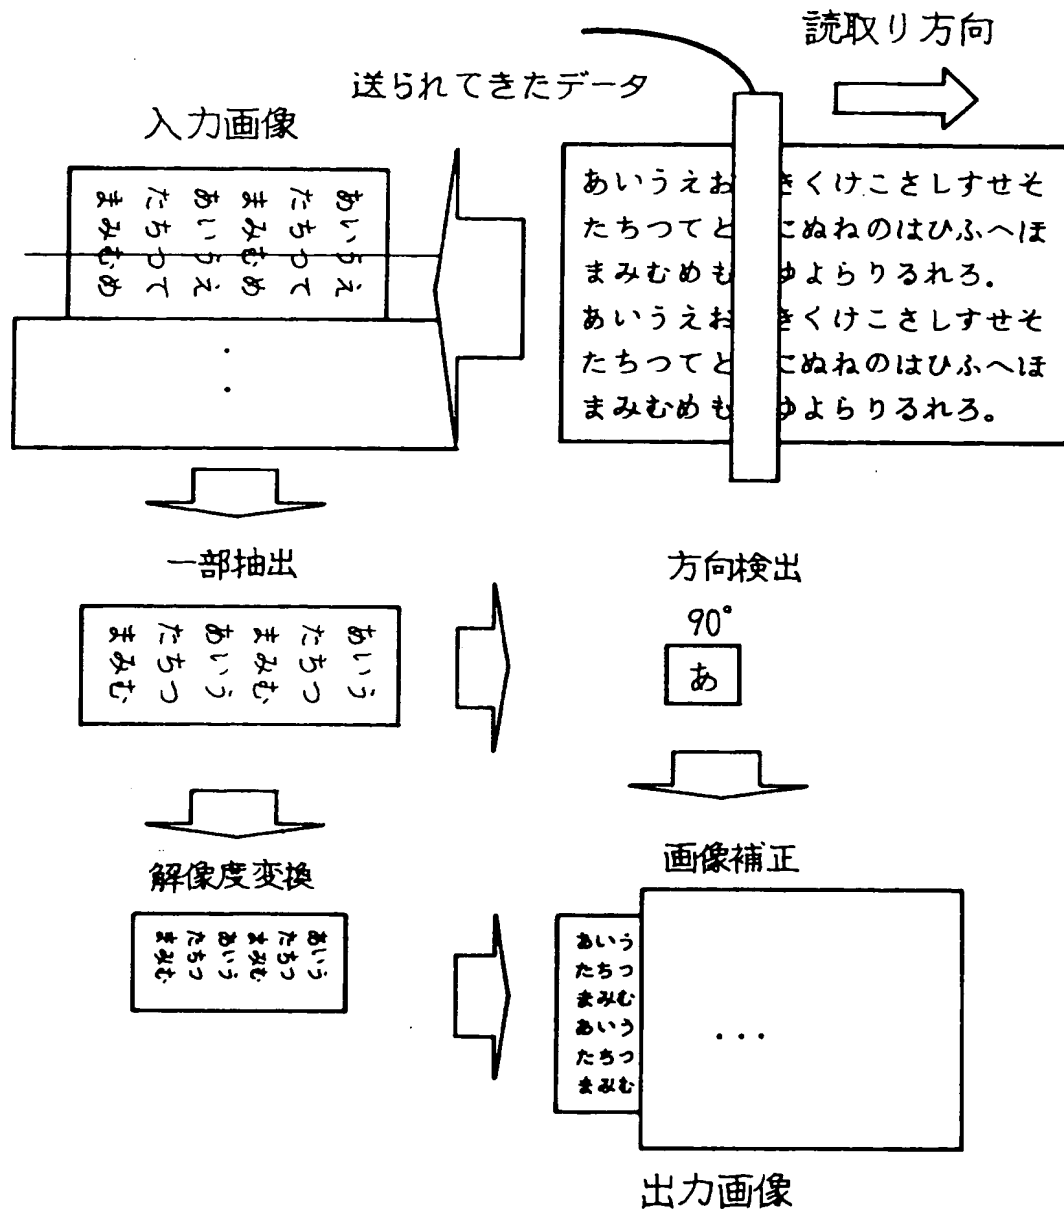 読取り方向
送られてきたデータ
入力画像
あいうえお きくけこさしすせそ
たちつてと にぬねのはひふへほ
まみむめも ゆよらりるれろ.
あいうえお きくけこさしすせそ
たちつてと にぬねのはひふへほ
まみむめも ゆよらりるれろ。
あいうえ
たちつて
まみむめ
あいうえ
たちつて
まみむめ
一部抽出
あいう
たちつ
まみむ
あいう
たちつ
まみむ
方向検出
90°
あ
解像度変換
あいう
たちつ
まみむ
あいう
たちつ
まみむ
画像補正
あいう
たちつ
まみむ
あいう
たちつ
まみむ
...
出力画像